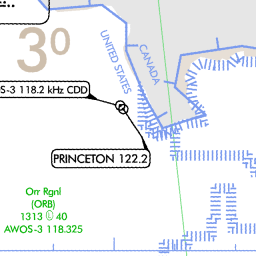 3⁰
UNITED STATES
CANADA
S-3 118.2 kHz CDD
PRINCETON 122.2
Orr Rgnl
(ORB)
1313 40
AWOS-3 118.325